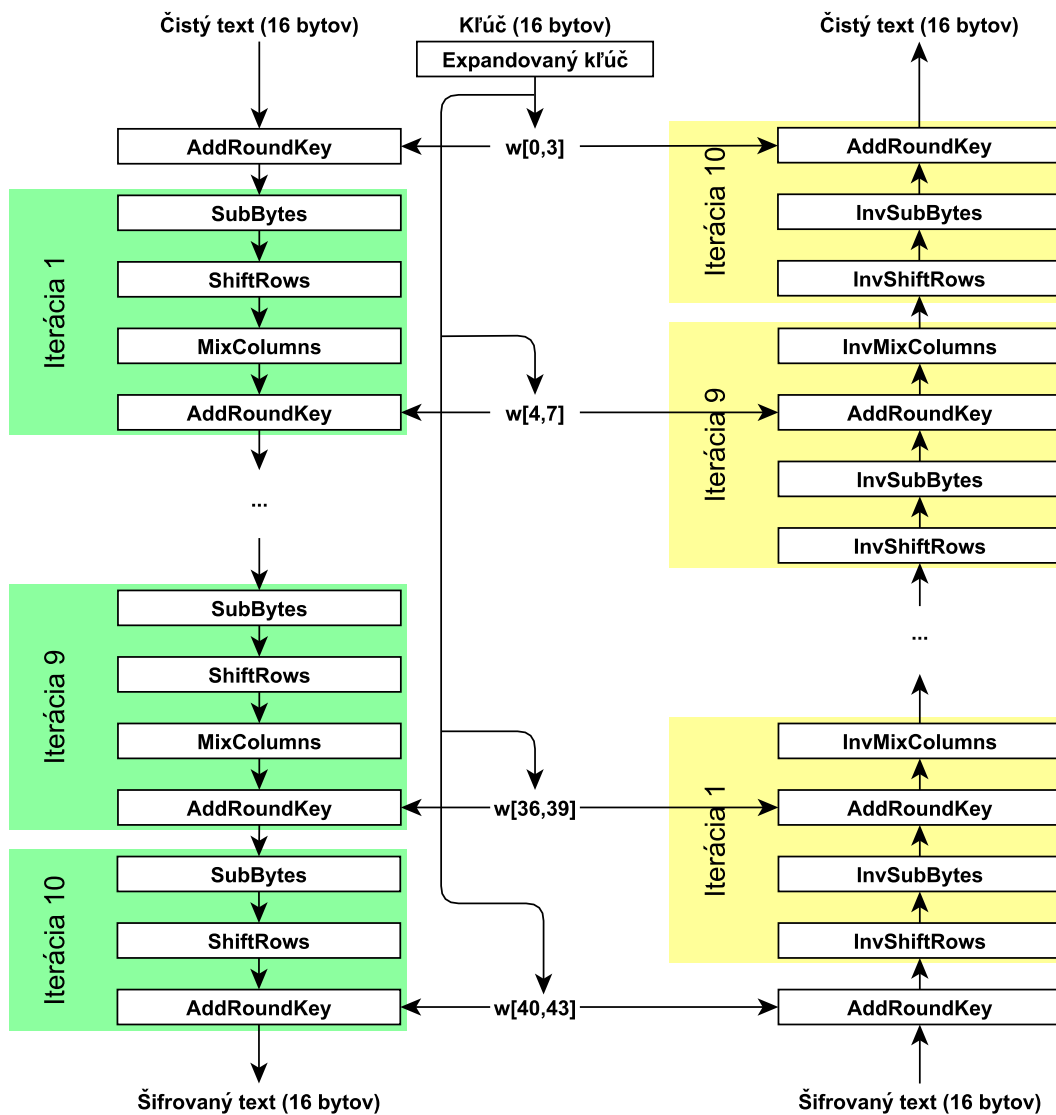 Čistý text (16 bytov)
Kľúč (16 bytov)
Čistý text (16 bytov)
Expandovaný kľúč
AddRoundKey
w[0,3]
AddRoundKey
Iterácia 1
SubBytes
ShiftRows
MixColumns
AddRoundKey
Iterácia 10
InvSubBytes
InvShiftRows
w[4,7]
Iterácia 9
InvMixColumns
AddRoundKey
InvSubBytes
InvShiftRows
...
...
Iterácia 9
SubBytes
ShiftRows
MixColumns
AddRoundKey
w[36,39]
Iterácia 1
InvMixColumns
AddRoundKey
InvSubBytes
InvShiftRows
Iterácia 10
SubBytes
ShiftRows
AddRoundKey
w[40,43]
AddRoundKey
Šifrovaný text (16 bytov)
Šifrovaný text (16 bytov)